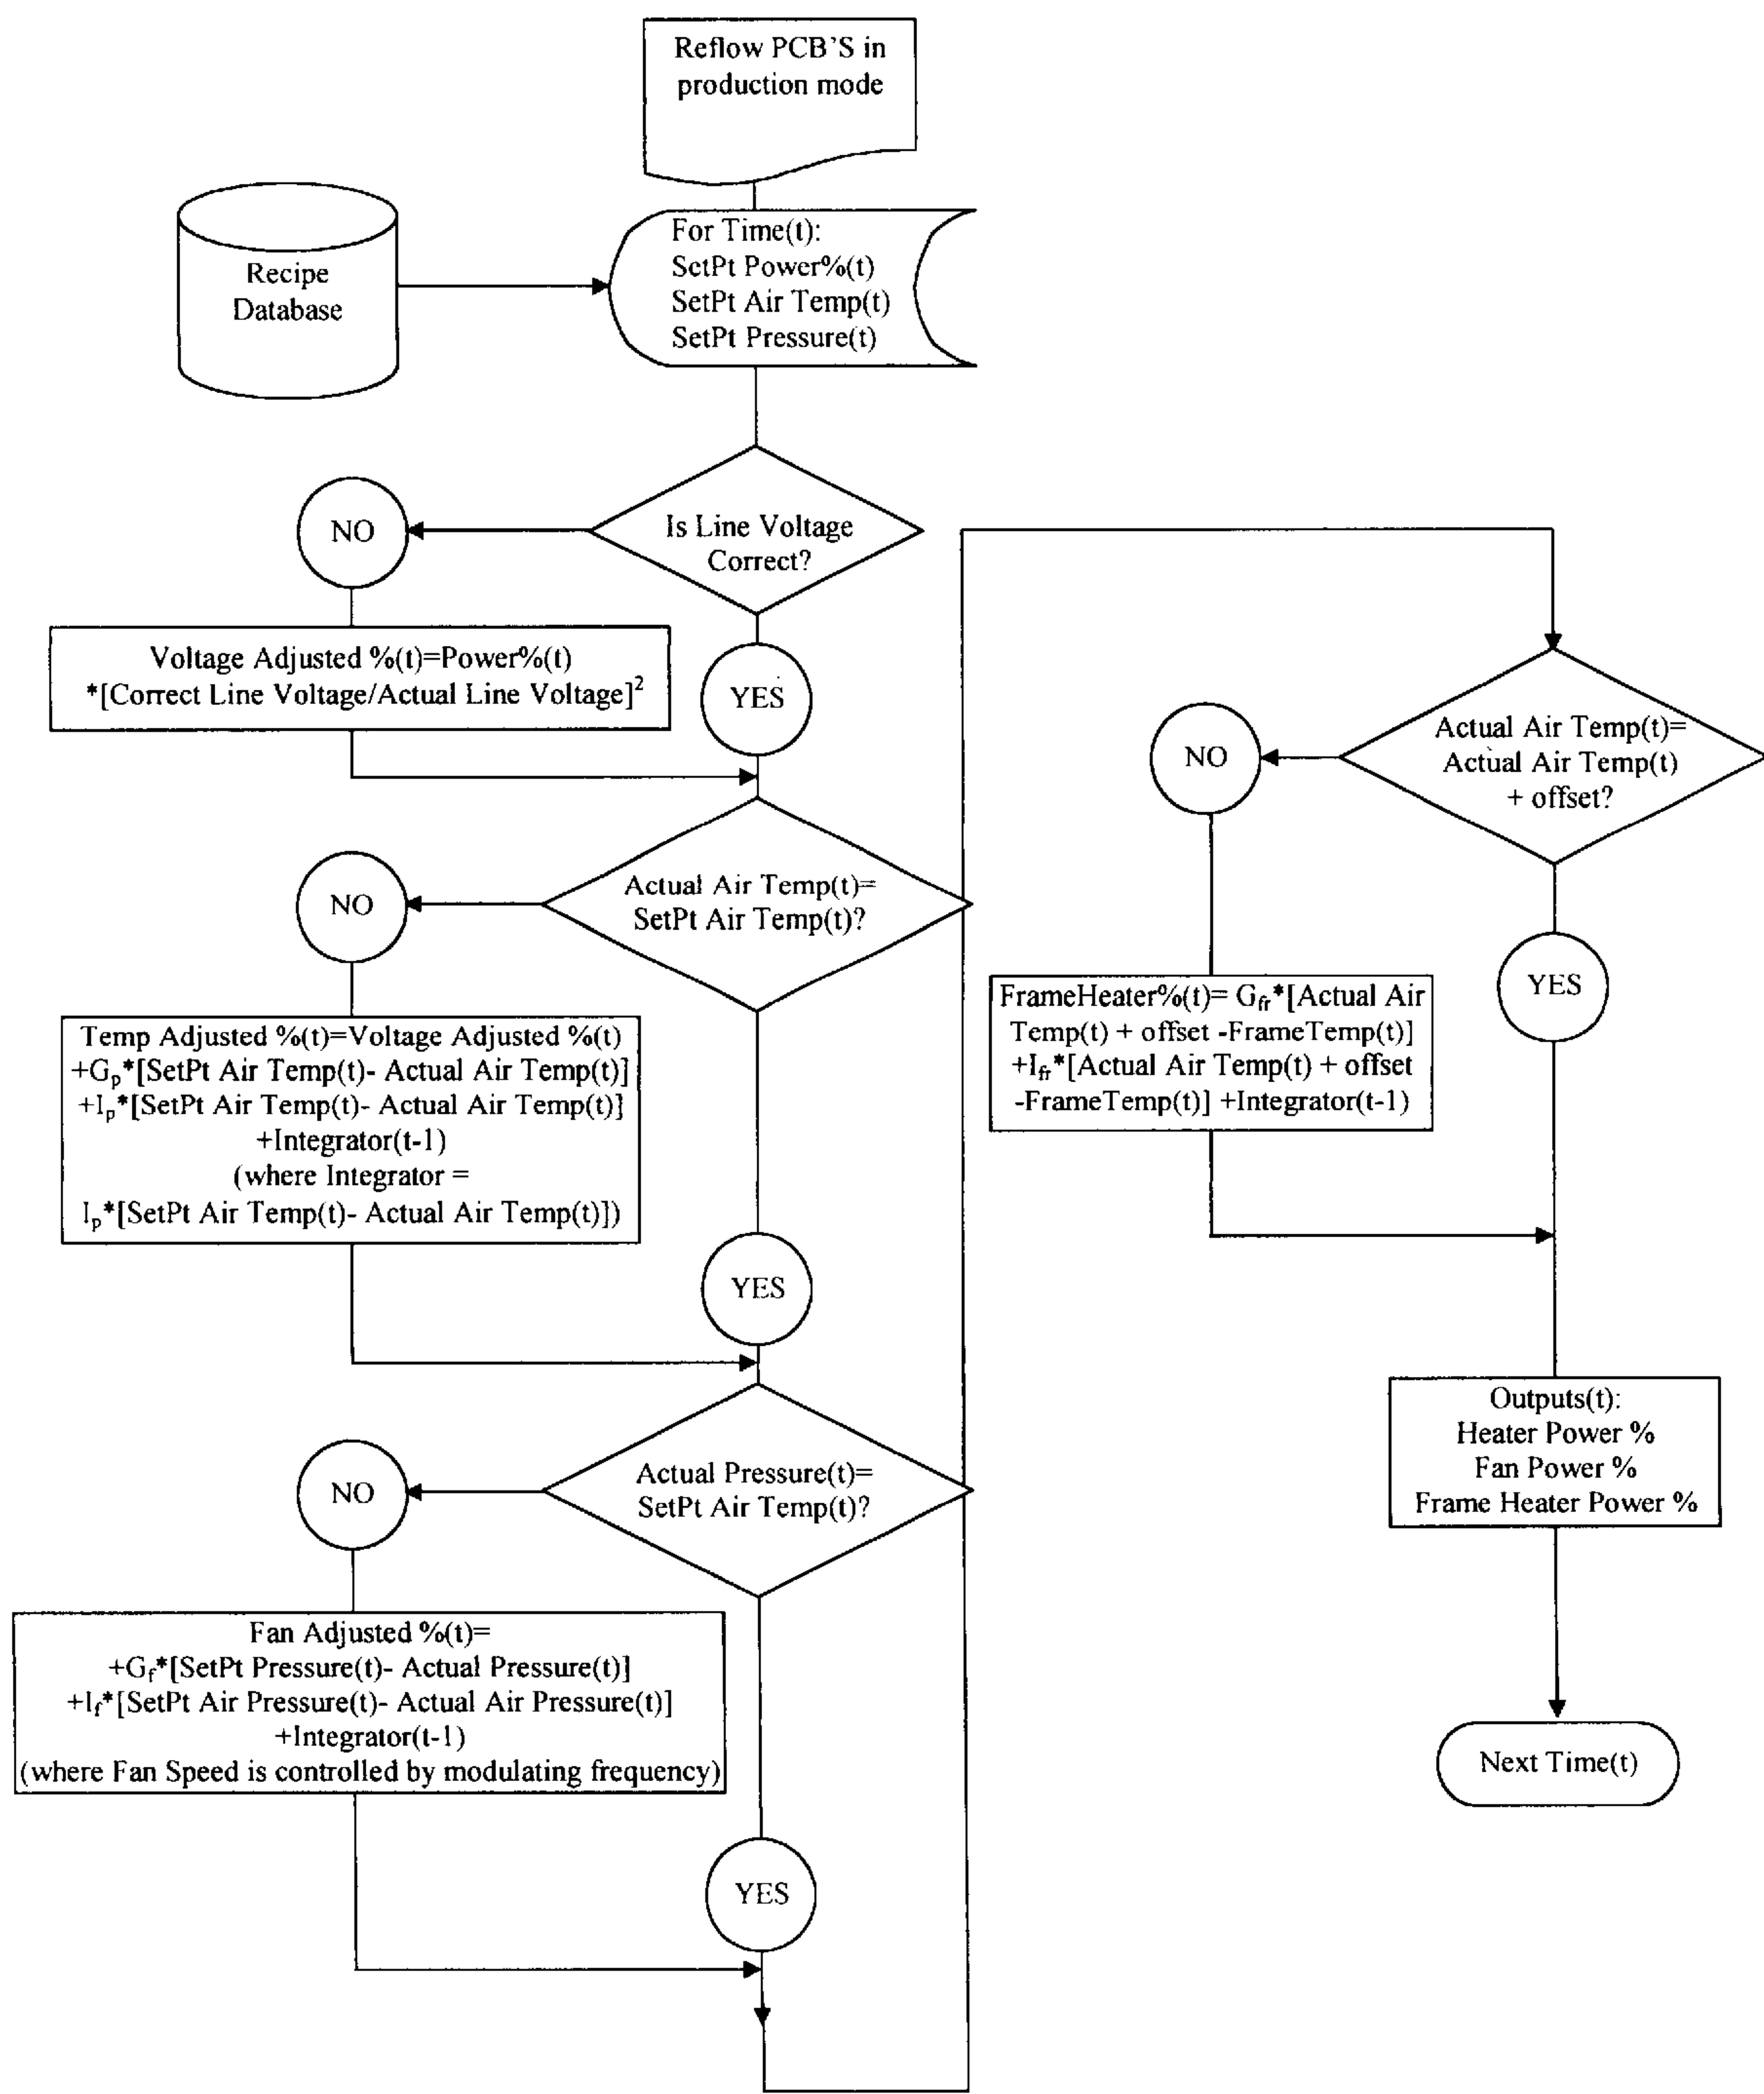 Reflow PCB'S in
production mode
Recipe
Database
For Time(t):
SetPt Power%(t)
SetPt Air Temp(t)
SetPt Pressure(t)
NO
Is Line Voltage
Correct?
Voltage Adjusted %(t)=Power%(t)
*[Correct Line Voltage/Actual Line Voltage]²
YES
NO
Actual Air Temp(t)=
SetPt Air Temp(t)?
Temp Adjusted %(t)=Voltage Adjusted %(t)
+Gₚ*[SetPt Air Temp(t)- Actual Air Temp(t)]
+Iₚ*[SetPt Air Temp(t)- Actual Air Temp(t)]
+Integrator(t-1)
(where Integrator =
Iₚ*[SetPt Air Temp(t)- Actual Air Temp(t)])
YES
NO
Actual Pressure(t)=
SetPt Air Temp(t)?
Fan Adjusted %(t)=
+G_f*[SetPt Pressure(t)- Actual Pressure(t)]
+I_f*[SetPt Air Pressure(t)- Actual Air Pressure(t)]
+Integrator(t-1)
(where Fan Speed is controlled by modulating frequency)
YES
NO
Actual Air Temp(t)=
Actual Air Temp(t)
+ offset?
FrameHeater%(t)= G_fr*[Actual Air
Temp(t) + offset -FrameTemp(t)]
+I_fr*[Actual Air Temp(t) + offset
-FrameTemp(t)] +Integrator(t-1)
YES
Outputs(t):
Heater Power %
Fan Power %
Frame Heater Power %
Next Time(t)